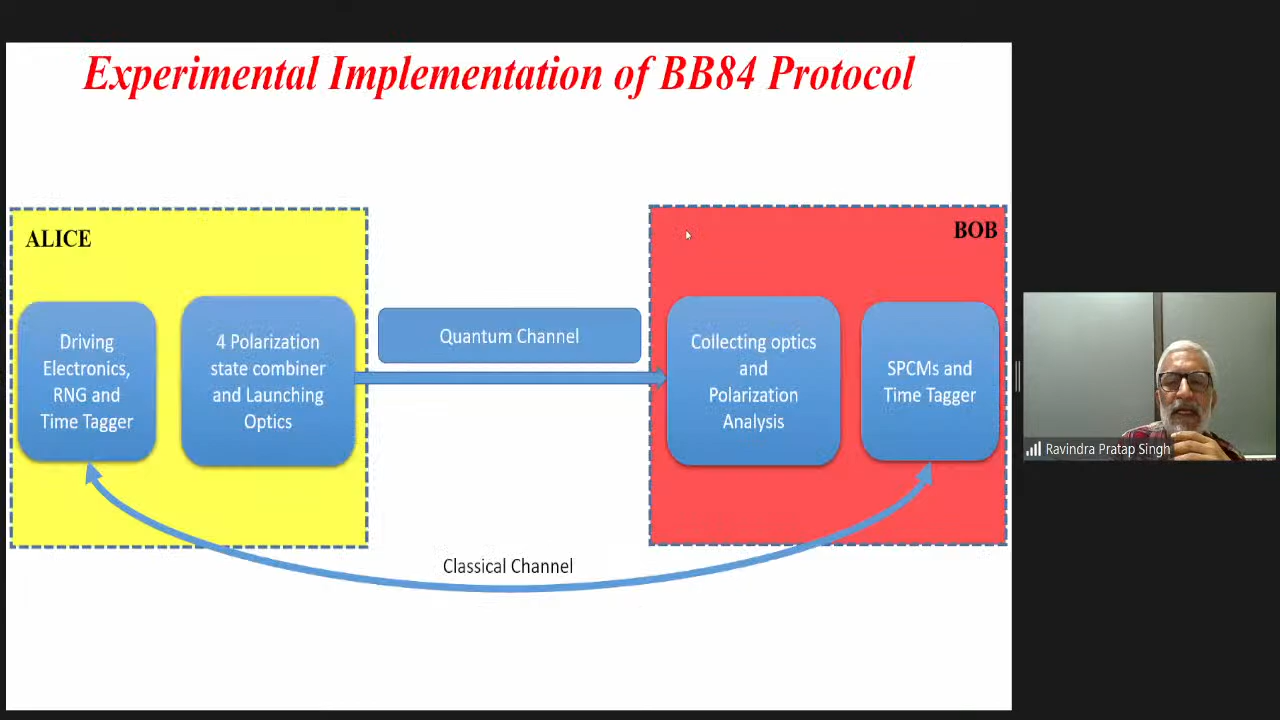 Experimental Implementation of BB84 Protocol
ALICE
BOB
Driving
Electronics,
RNG and
Time Tagger
4 Polarization
state combiner
and Launching
Optics
Quantum Channel
Collecting optics
and
Polarization
Analysis
SPCMs and
Time Tagger
Classical Channel
Ravindra Pratap Singh